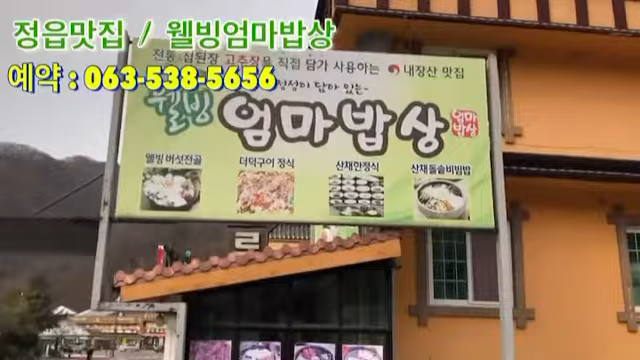 정읍맛집 / 웰빙엄마밥상
예약 : 063-538-5656
전통 집된장 고추장을 직접 담가 사용하는 내장산 맛집
정성이 담아 있는-
웰빙 엄마밥상 엄마밥상
웰빙 버섯전골 더덕구어 정식 산채한정식 산채돌솥비빔밥